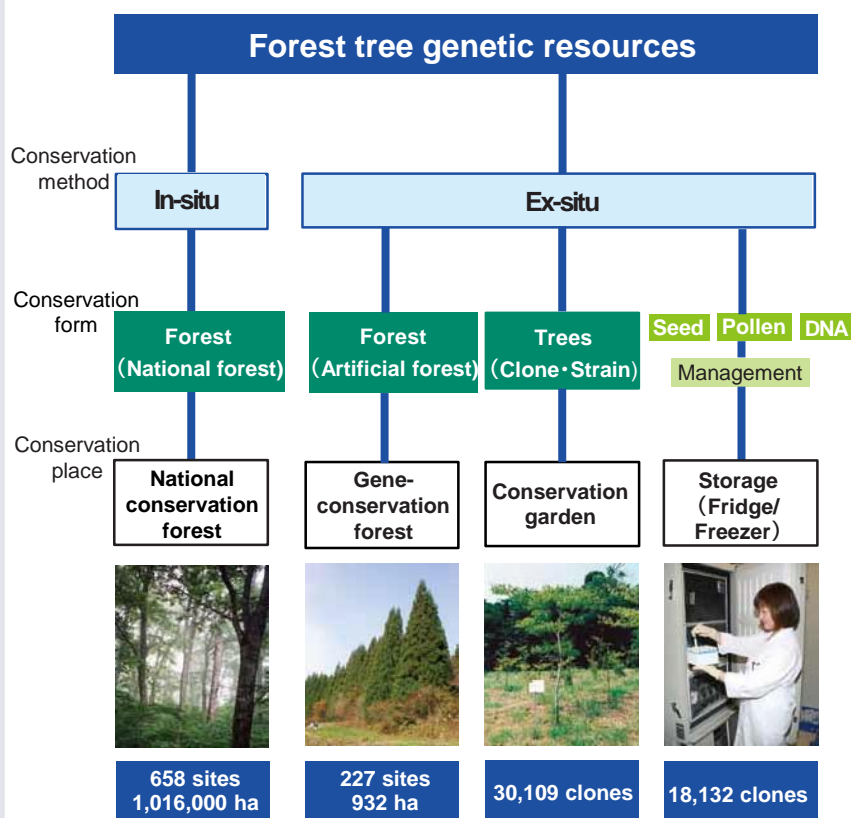 Forest tree genetic resources
Conservation
method
In-situ
Ex-situ
Conservation
form
Forest
（National forest)
Forest
（Artificial forest)
Trees
（Clone・Strain）
Seed
Pollen
DNA
Management
Conservation
place
National
conservation
forest
Gene-
conservation
forest
Conservation
garden
Storage
（Fridge/
Freezer）
658 sites
1,016,000 ha
227 sites
932 ha
30,109 clones
18,132 clones